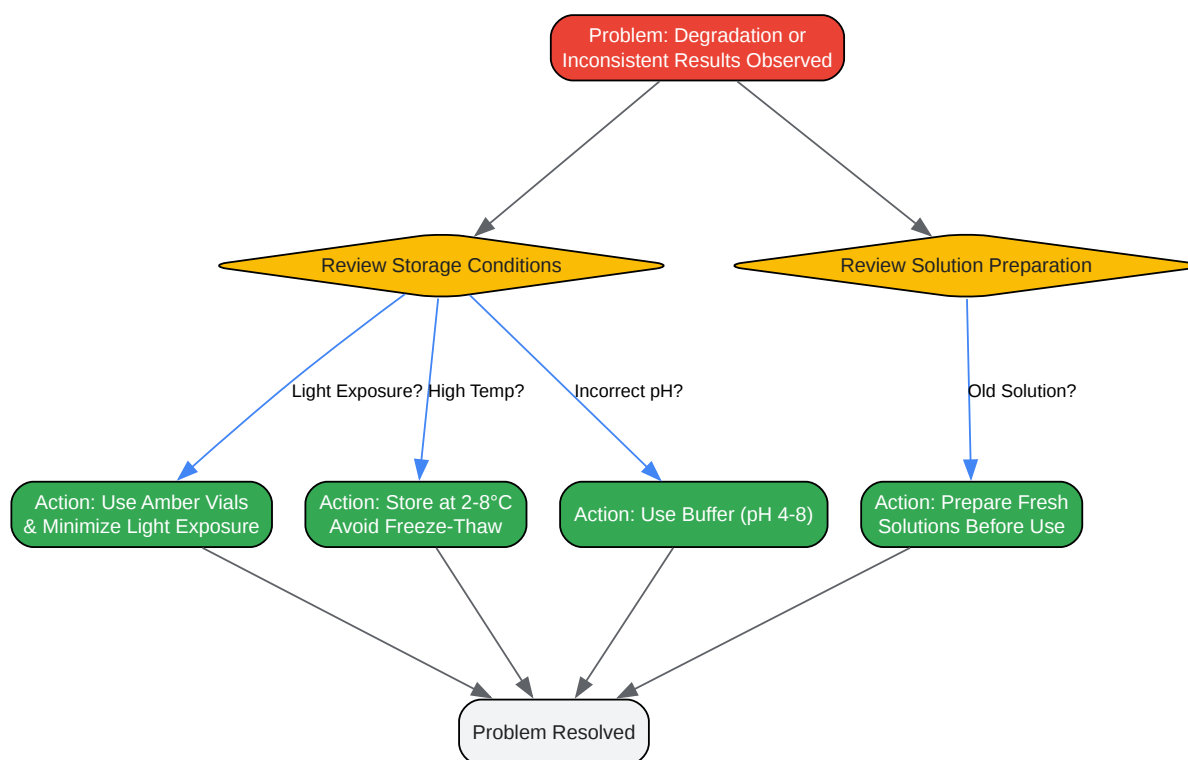 Problem: Degradation or
Inconsistent Results Observed
Review Storage Conditions
Review Solution Preparation
Light Exposure?
High Temp?
Incorrect pH?
Old Solution?
Action: Use Amber Vials
& Minimize Light Exposure
Action: Store at 2-8°C
Avoid Freeze-Thaw
Action: Use Buffer (pH 4-8)
Action: Prepare Fresh
Solutions Before Use
Problem Resolved